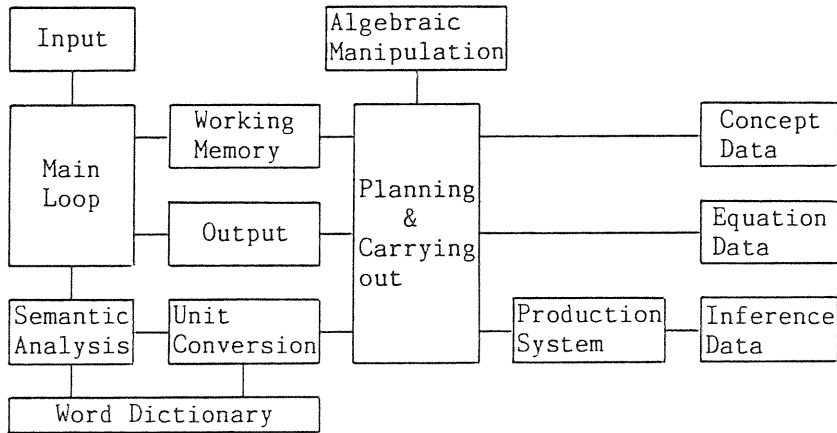 Input
Algebraic
Manipulation
Main
Loop
Working
Memory
Planning
&
Carrying
out
Concept
Data
Output
Equation
Data
Semantic
Analysis
Unit
Conversion
Production
System
Inference
Data
Word Dictionary